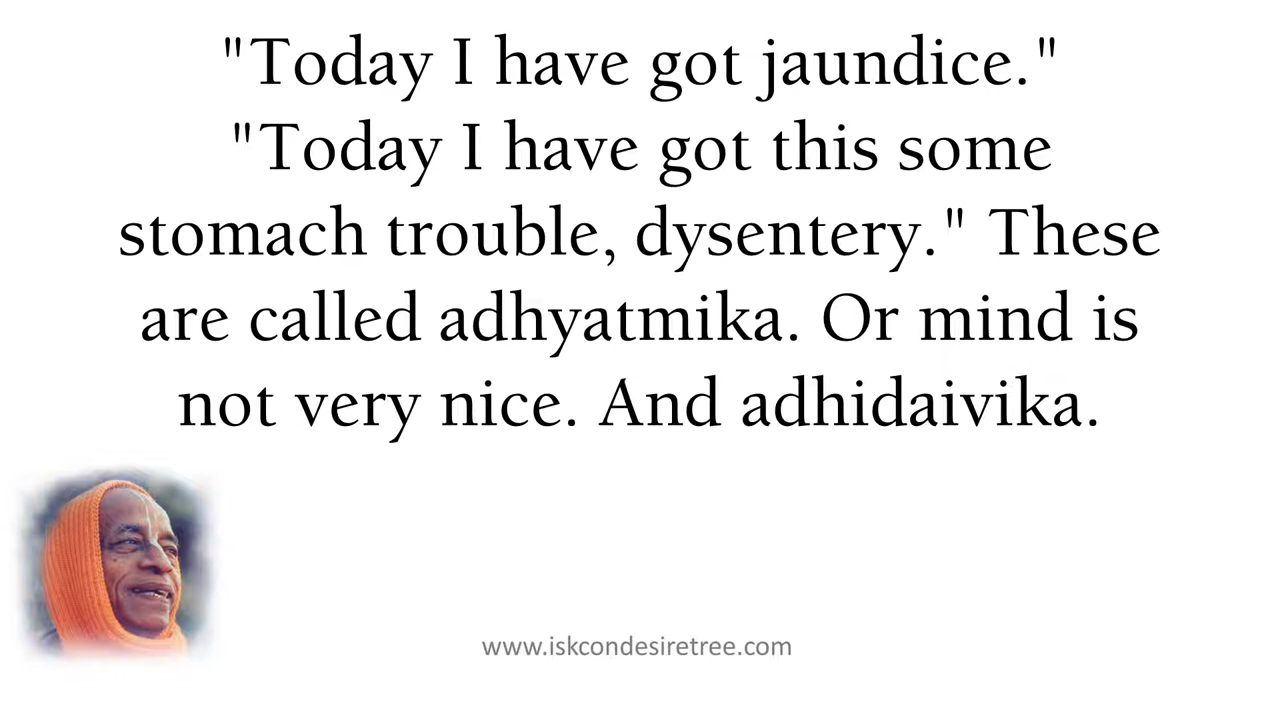 "Today I have got jaundice."
"Today I have got this some
stomach trouble, dysentery." These
are called adhyatmika. Or mind is
not very nice. And adhidaivika.
www.iskcondesiretree.com